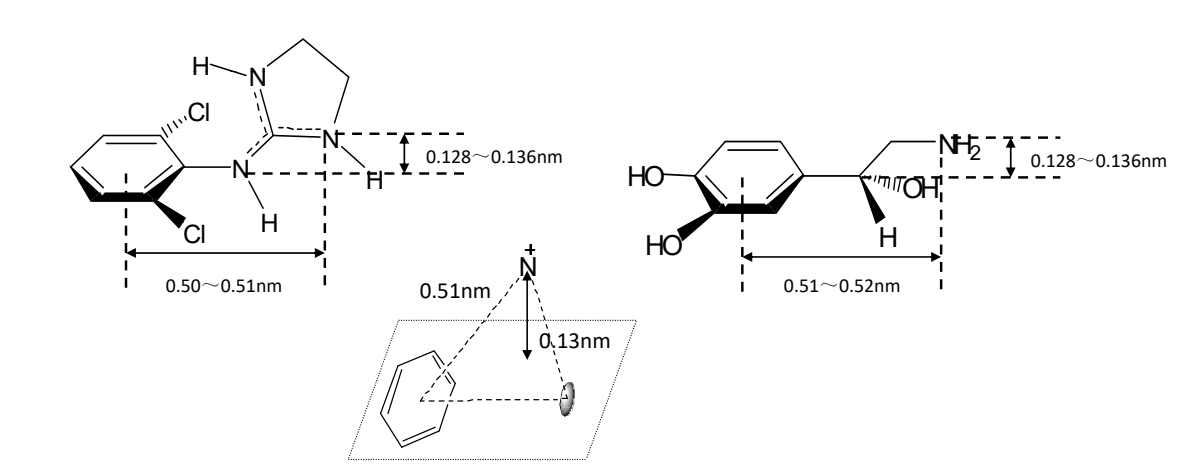 Cl
H
N
N
0.128～0.136nm
N
H
H
Cl
0.50～0.51nm
NH2
0.128～0.136nm
HO
OH
HO
H
0.51～0.52nm
+
N
0.51nm
0.13nm